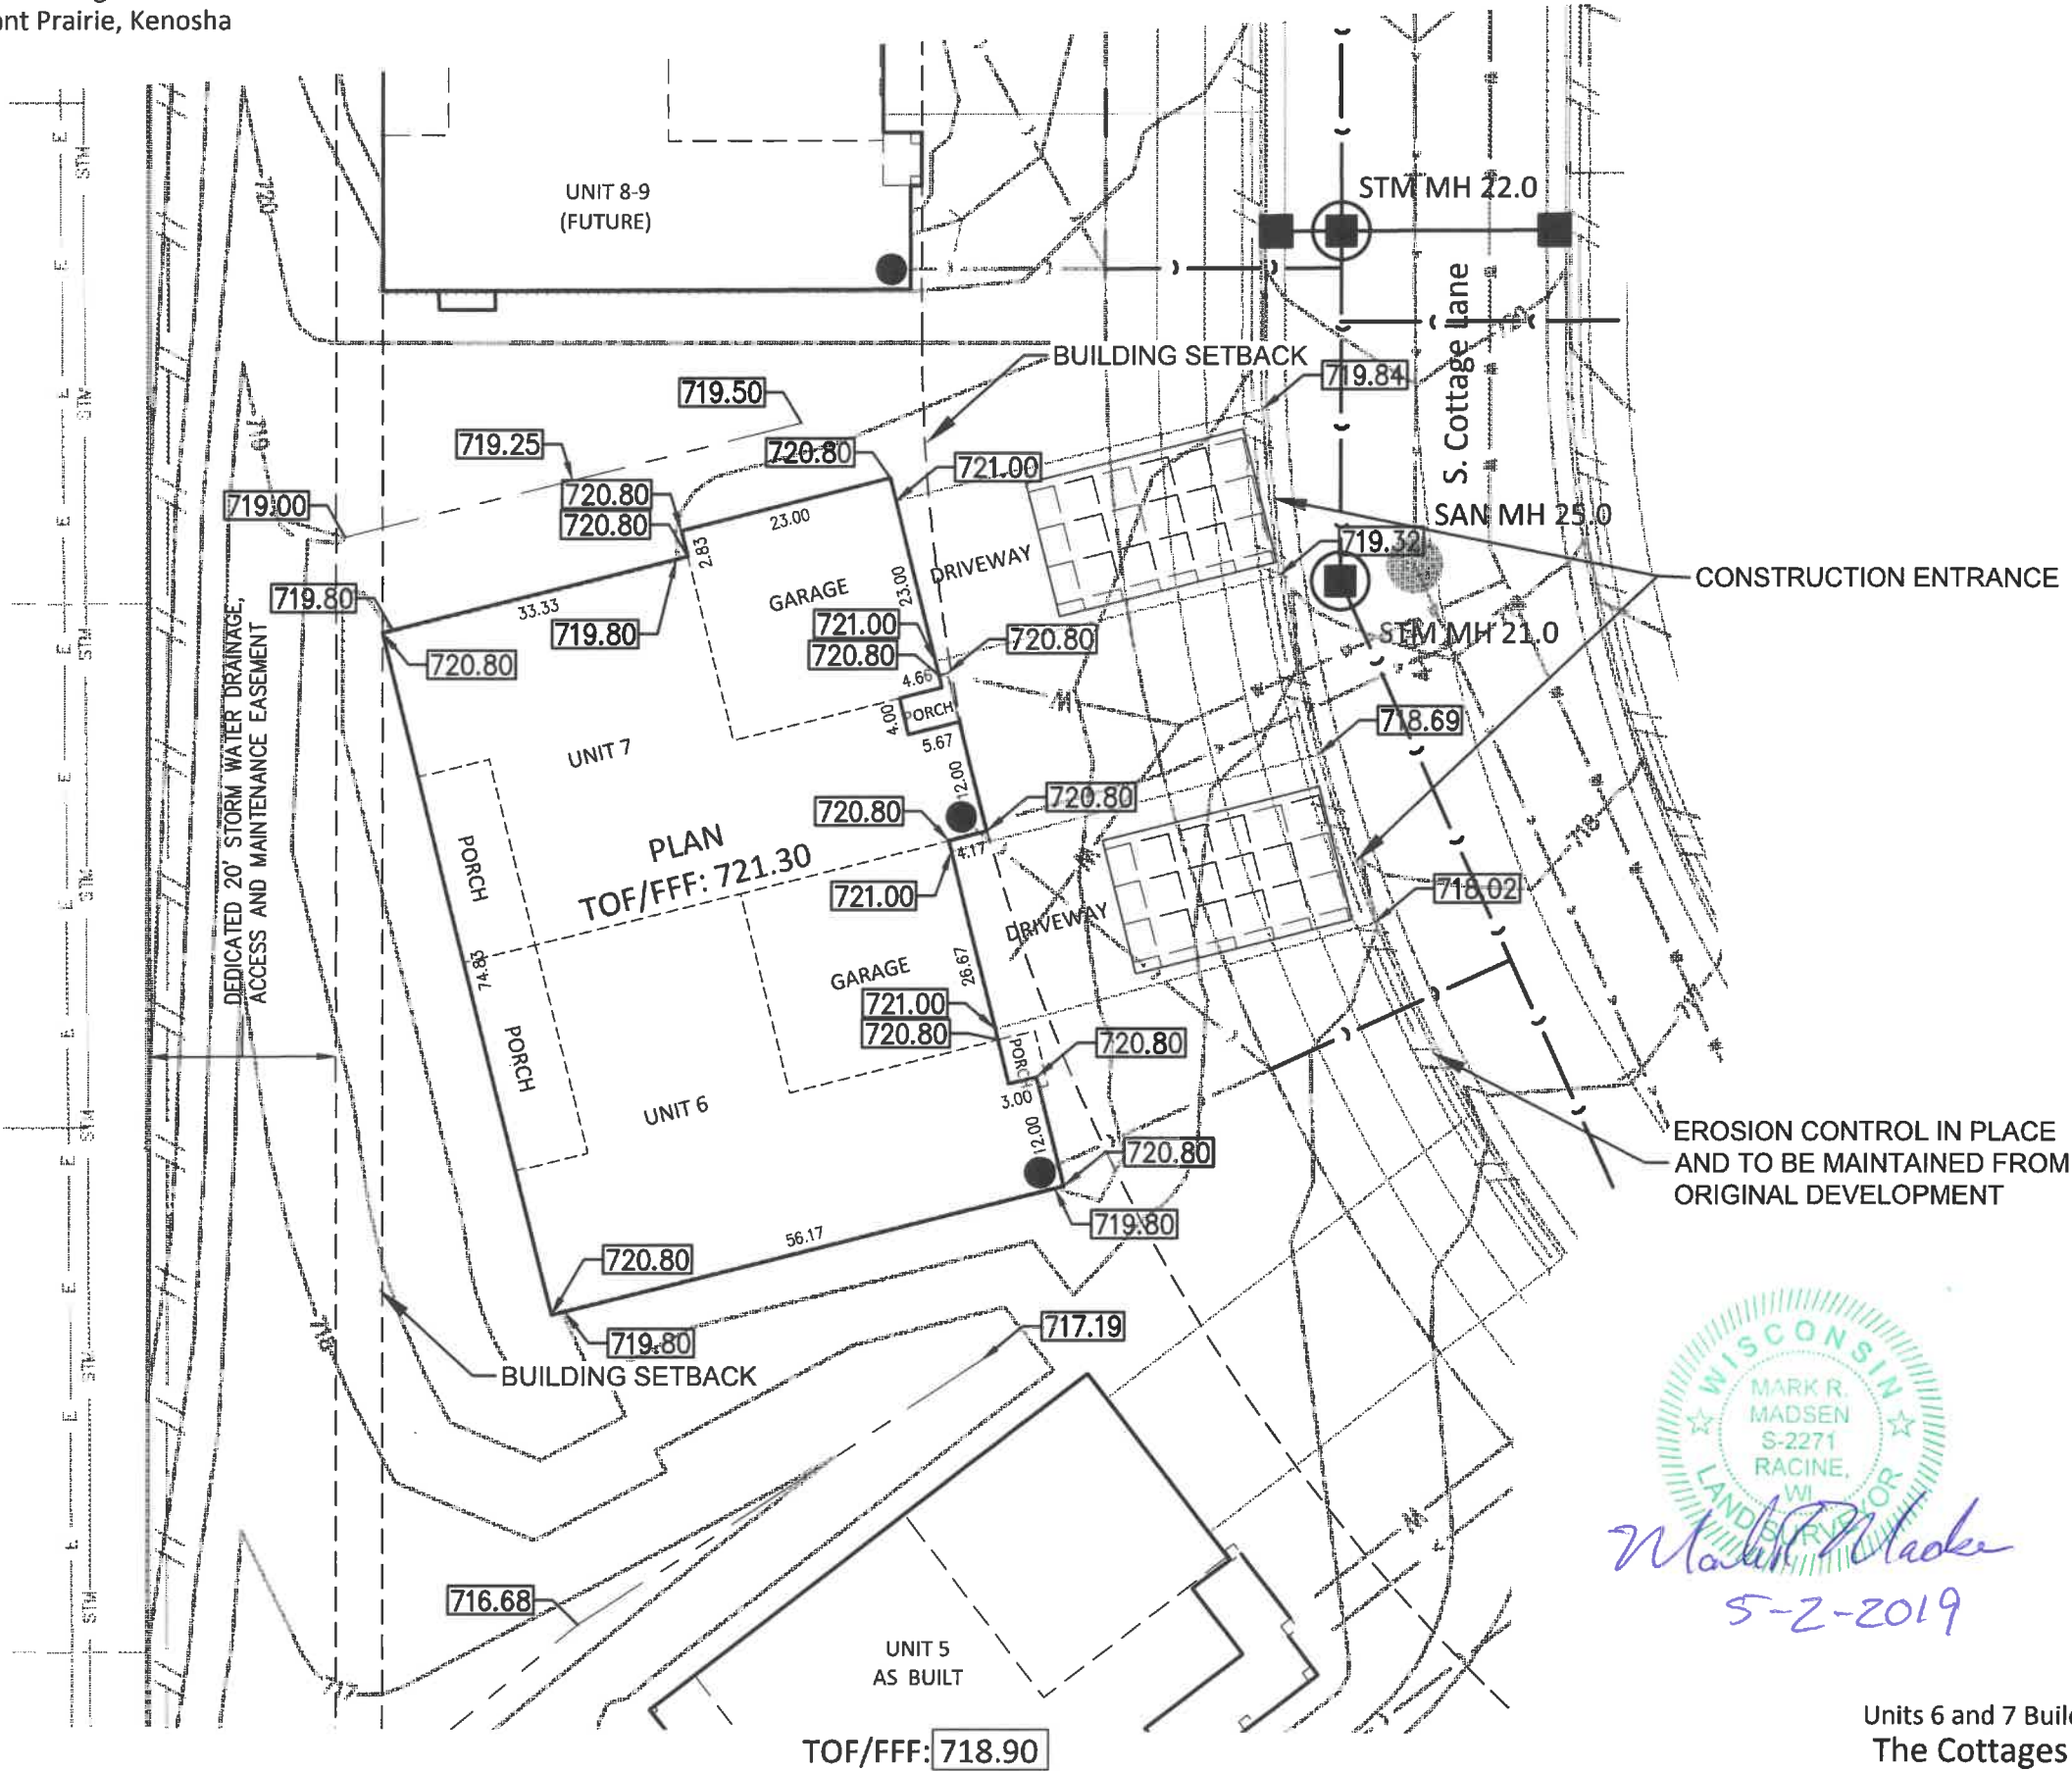 nt Prairie, Kenosha
UNIT 8-9
(FUTURE)
STM MH 22.0
S. Cottage Lane
BUILDING SETBACK
719.84
719.50
719.25
720.80
721.00
720.80
720.80
719.00
23.00
2.83
SAN MH 25.0
719.32
CONSTRUCTION ENTRANCE
DRIVEWAY
GARAGE
23.00
719.80
33.33
719.80
721.00
720.80
720.80
STM MH 21.0
720.80
4.66
4.00
PORCH
5.67
718.69
UNIT 7
12.00
720.80
720.80
4.17
PLAN
TOF/FFF: 721.30
721.00
718
718.02
PORCH
DRIVEWAY
GARAGE
26.67
DEDICATED 20' STORM WATER DRAINAGE,
ACCESS AND MAINTENANCE EASEMENT
74.83
721.00
720.80
720.80
PORCH
PORCH
3.00
UNIT 6
12.00
720.80
719.80
EROSION CONTROL IN PLACE
AND TO BE MAINTAINED FROM
ORIGINAL DEVELOPMENT
56.17
720.80
719.80
717.19
BUILDING SETBACK
720
719
718
717
716.68
UNIT 5
AS BUILT
TOF/FFF: 718.90
E
STM
WISCONSIN
MARK R.
MADSEN
S-2271
RACINE,
WI
LAND SURVEYOR
5-2-2019
Units 6 and 7 Buil
The Cottages